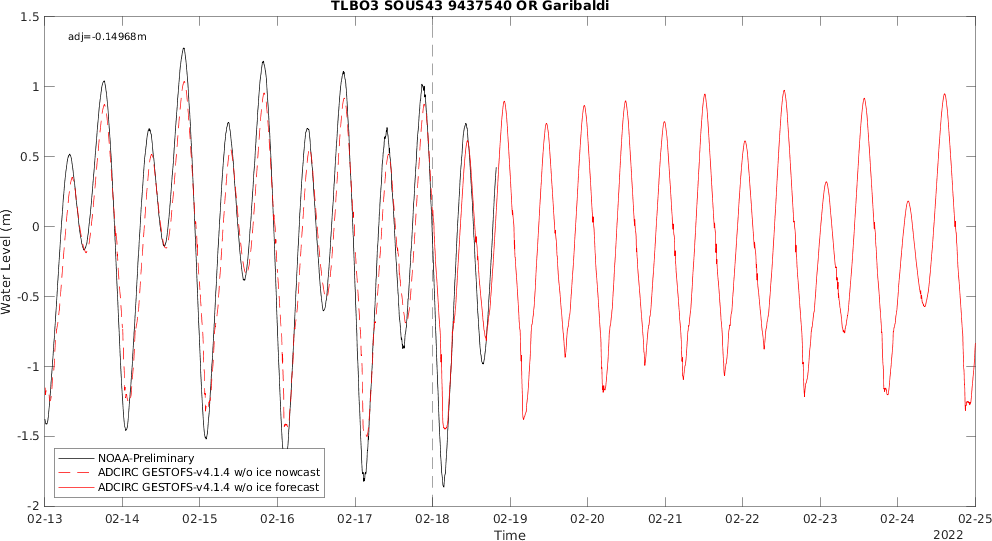 TLBO3 SOUS43 9437540 OR Garibaldi
adj=-0.14968m
1.5
1
0.5
0
-0.5
-1
-1.5
-2
Water Level (m)
NOAA-Preliminary
ADCIRC GESTOFS-v4.1.4 w/o ice nowcast
ADCIRC GESTOFS-v4.1.4 w/o ice forecast
02-13 02-14 02-15 02-16 02-17 02-18 02-19 02-20 02-21 02-22 02-23 02-24 02-25
Time
2022